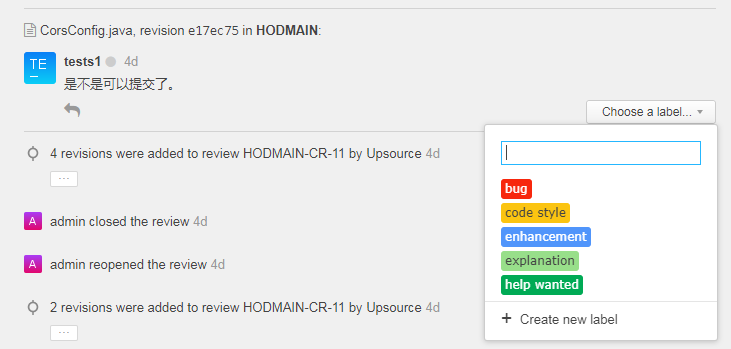 CorsConfig.java, revision e17ec75 in HODMAIN:
TE
tests1 4d
是不是可以提交了。
Choose a label...
4 revisions were added to review HODMAIN-CR-11 by Upsource 4d
...
bug
code style
A admin closed the review 4d
enhancement
explanation
A admin reopened the review 4d
help wanted
2 revisions were added to review HODMAIN-CR-11 by Upsource 4d
+ Create new label
...